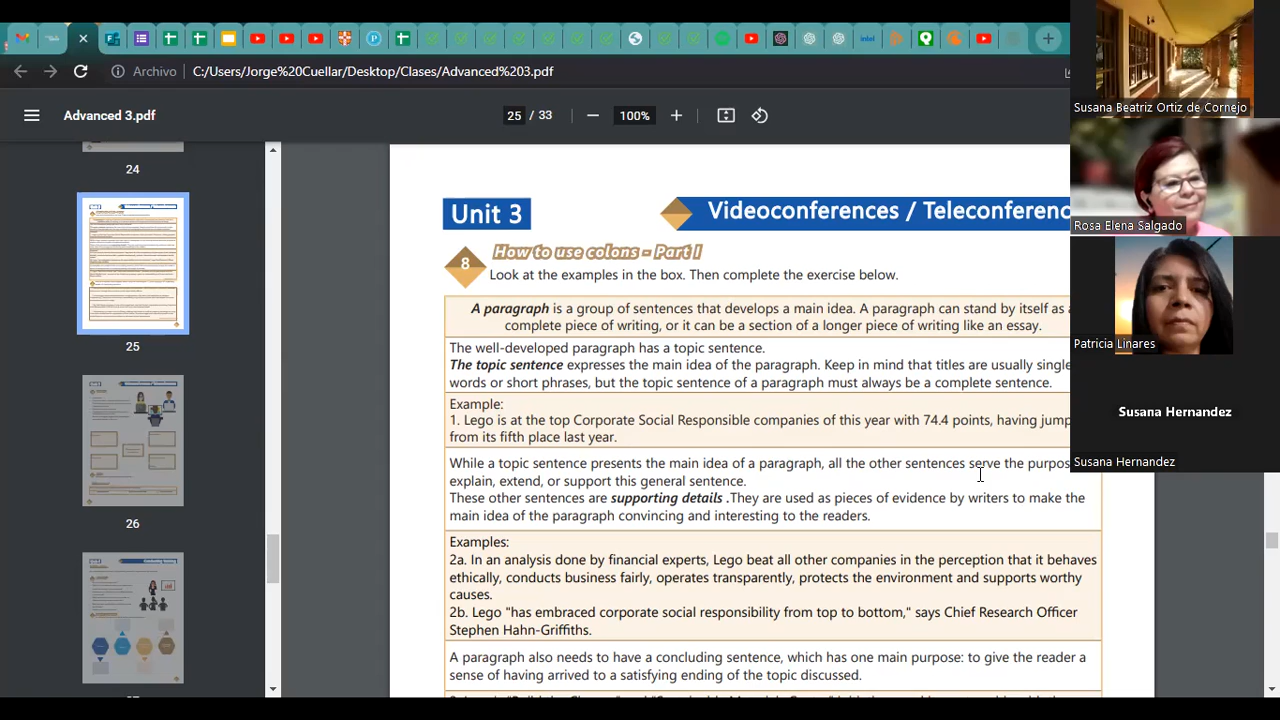 Archivo
C:/Users/Jorge%20Cuellar/Desktop/Clases/Advanced%203.pdf
Advanced 3.pdf
25 / 33
100%
24
25
26
Unit 3
Videoconferences / Teleconferenc
8
How to use colons - Part I
Look at the examples in the box. Then complete the exercise below.
A paragraph is a group of sentences that develops a main idea. A paragraph can stand by itself as a
complete piece of writing, or it can be a section of a longer piece of writing like an essay.
The well-developed paragraph has a topic sentence.
The topic sentence expresses the main idea of the paragraph. Keep in mind that titles are usually single
words or short phrases, but the topic sentence of a paragraph must always be a complete sentence.
Example:
1. Lego is at the top Corporate Social Responsible companies of this year with 74.4 points, having jump
from its fifth place last year.
While a topic sentence presents the main idea of a paragraph, all the other sentences serve the purpos
explain, extend, or support this general sentence.
These other sentences are supporting details .They are used as pieces of evidence by writers to make the
main idea of the paragraph convincing and interesting to the readers.
Examples:
2a. In an analysis done by financial experts, Lego beat all other companies in the perception that it behaves
ethically, conducts business fairly, operates transparently, protects the environment and supports worthy
causes.
2b. Lego "has embraced corporate social responsibility from top to bottom," says Chief Research Officer
Stephen Hahn-Griffiths.
A paragraph also needs to have a concluding sentence, which has one main purpose: to give the reader a
sense of having arrived to a satisfying ending of the topic discussed.
Susana Beatriz Ortiz de Cornejo
Rosa Elena Salgado
Patricia Linares
Susana Hernandez
Susana Hernandez